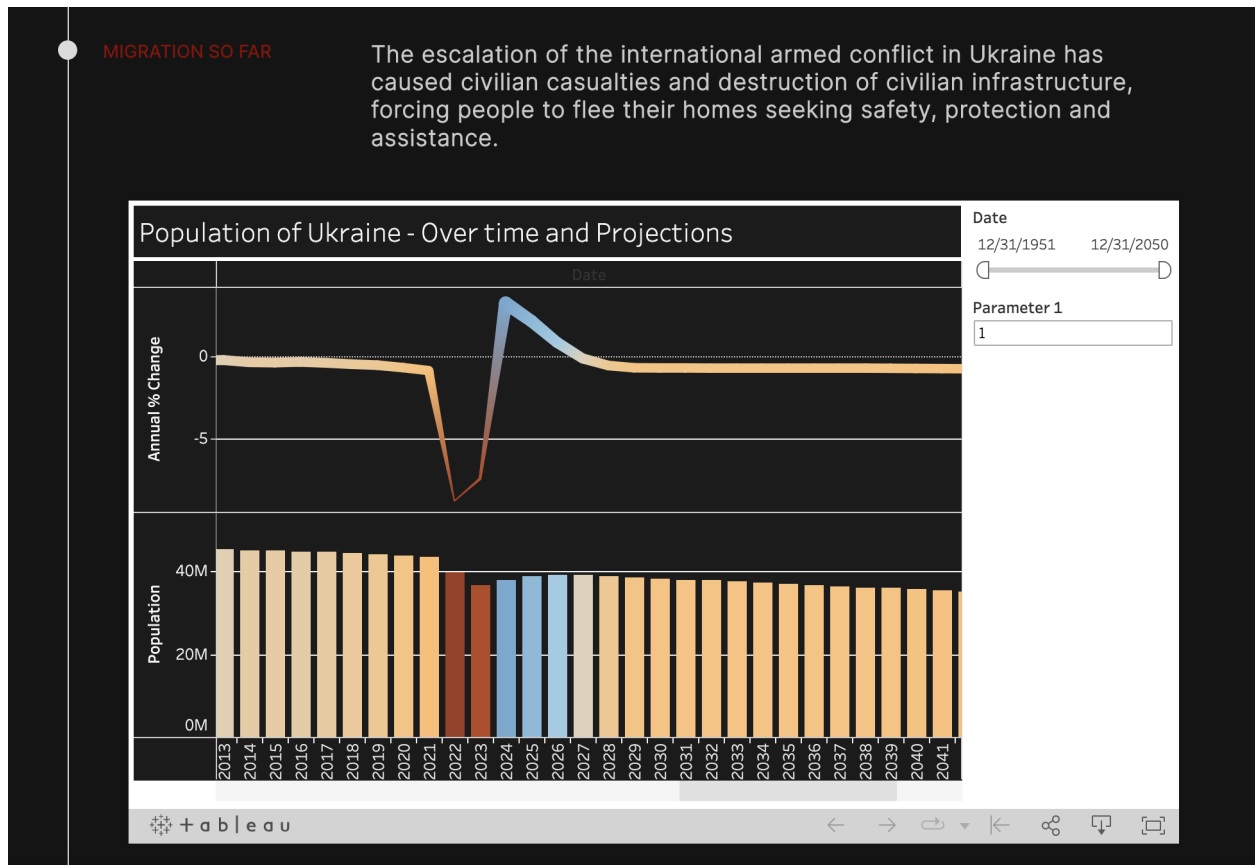 MIGRATION SO FAR
The escalation of the international armed conflict in Ukraine has
caused civilian casualties and destruction of civilian infrastructure,
forcing people to flee their homes seeking safety, protection and
assistance.
Population of Ukraine - Over time and Projections
Date
Annual % Change
0
-5
Population
40M
20M
0M
2013 2014 2015 2016 2017 2018 2019 2020 2021 2022 2023 2024 2025 2026 2027 2028 2029 2030 2031 2032 2033 2034 2035 2036 2037 2038 2039 2040 2041
Date
12/31/1951 12/31/2050
Parameter 1
1
+ a b | e a u